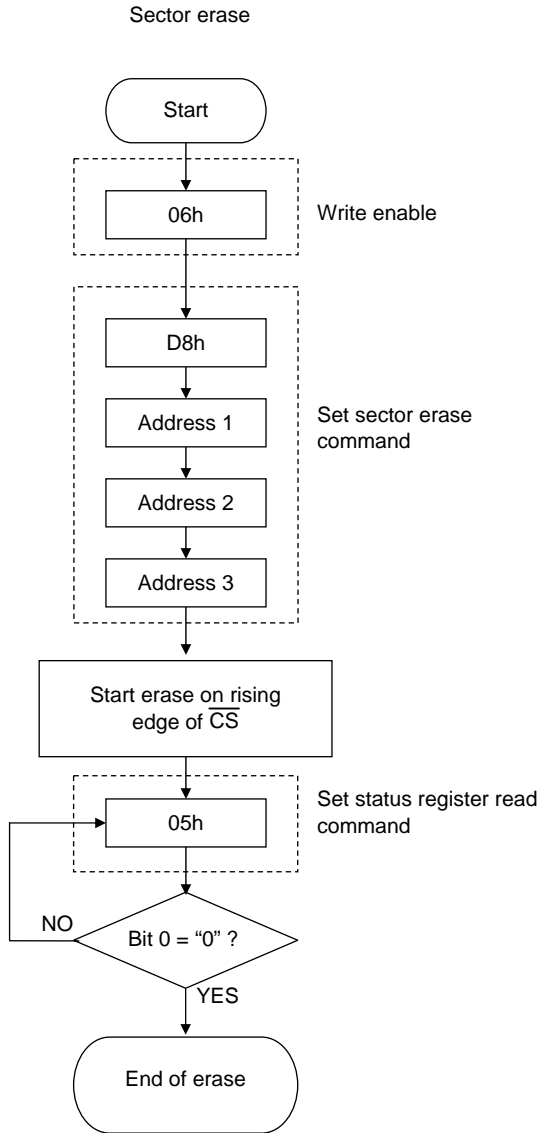 Sector erase
Start
06h
Write enable
D8h
Address 1
Set sector erase
command
Address 2
Address 3
Start erase on rising
edge of C̅S̅
05h
Set status register read
command
NO
Bit 0 = “0” ?
YES
End of erase